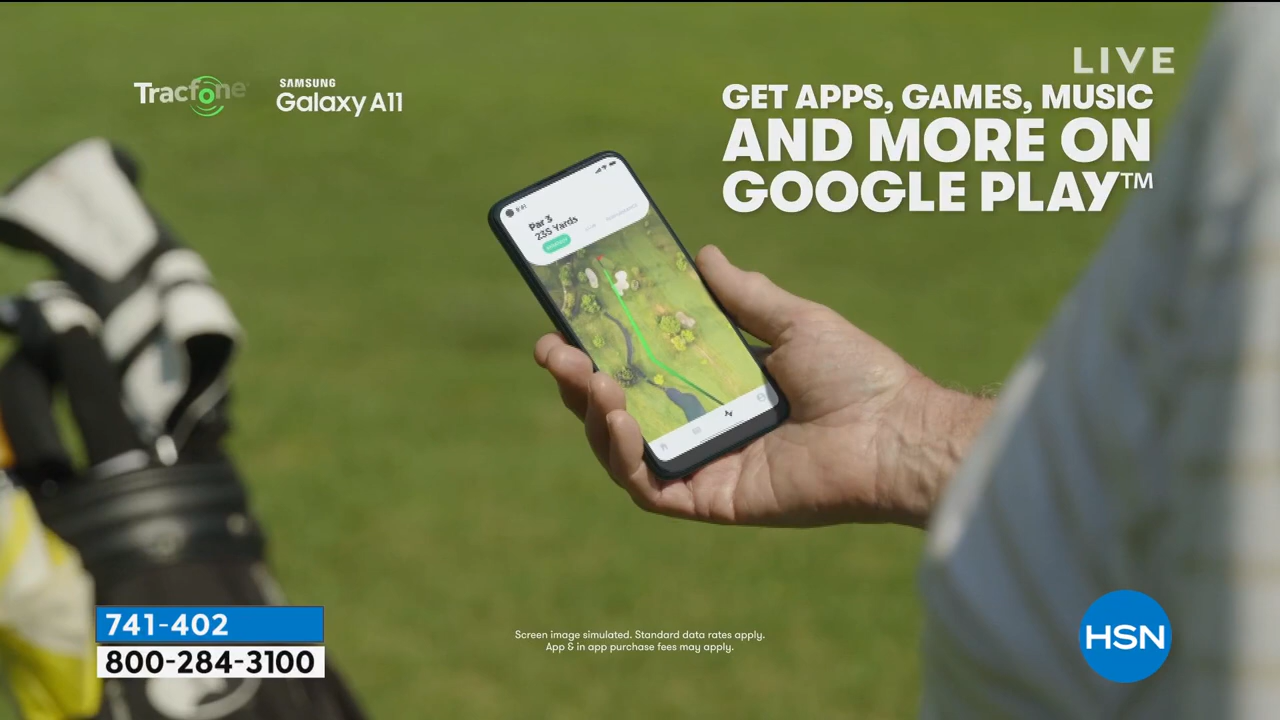 LIVE
Tracfone
SAMSUNG
Galaxy A11
GET APPS, GAMES, MUSIC
AND MORE ON
GOOGLE PLAY™
Par 3
235 Yards
741-402
800-284-3100
Screen image simulated. Standard data rates apply.
App & in app purchase fees may apply.
HSN